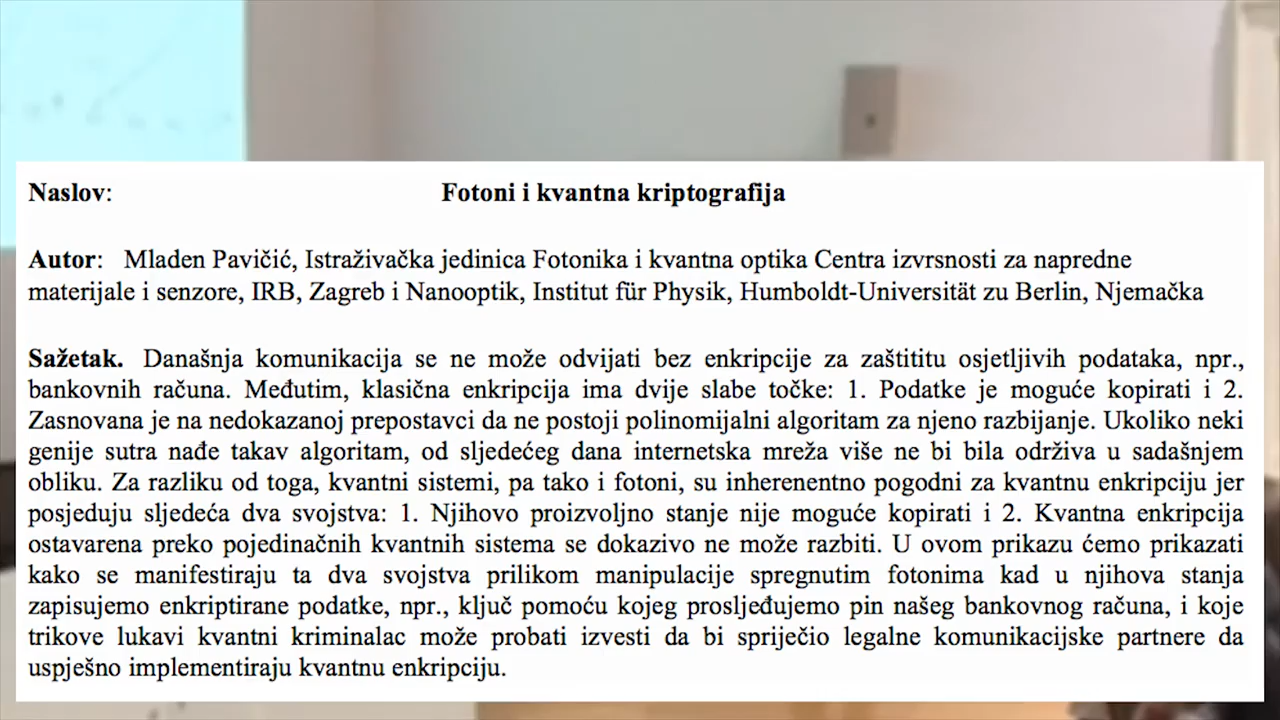 Naslov: Fotoni i kvantna kriptografija
Autor: Mladen Pavičić, Istraživačka jedinica Fotonika i kvantna optika Centra izvrsnosti za napredne
materijale i senzore, IRB, Zagreb i Nanooptik, Institut für Physik, Humboldt-Universität zu Berlin, Njemačka
Sažetak. Današnja komunikacija se ne može odvijati bez enkripcije za zaštititu osjetljivih podataka, npr.,
bankovnih računa. Međutim, klasična enkripcija ima dvije slabe točke: 1. Podatke je moguće kopirati i 2.
Zasnovana je na nedokazanoj prepostavci da ne postoji polinomijalni algoritam za njeno razbijanje. Ukoliko neki
genije sutra nađe takav algoritam, od sljedećeg dana internetska mreža više ne bi bila održiva u sadašnjem
obliku. Za razliku od toga, kvantni sistemi, pa tako i fotoni, su inherenentno pogodni za kvantnu enkripciju jer
posjeduju sljedeća dva svojstva: 1. Njihovo proizvoljno stanje nije moguće kopirati i 2. Kvantna enkripcija
ostavarena preko pojedinačnih kvantnih sistema se dokazivo ne može razbiti. U ovom prikazu ćemo prikazati
kako se manifestiraju ta dva svojstva prilikom manipulacije spregnutim fotonima kad u njihova stanja
zapisujemo enkriptirane podatke, npr., ključ pomoću kojeg prosljeđujemo pin našeg bankovnog računa, i koje
trikove lukavi kvantni kriminalac može probati izvesti da bi spriječio legalne komunikacijske partnere da
uspješno implementiraju kvantnu enkripciju.